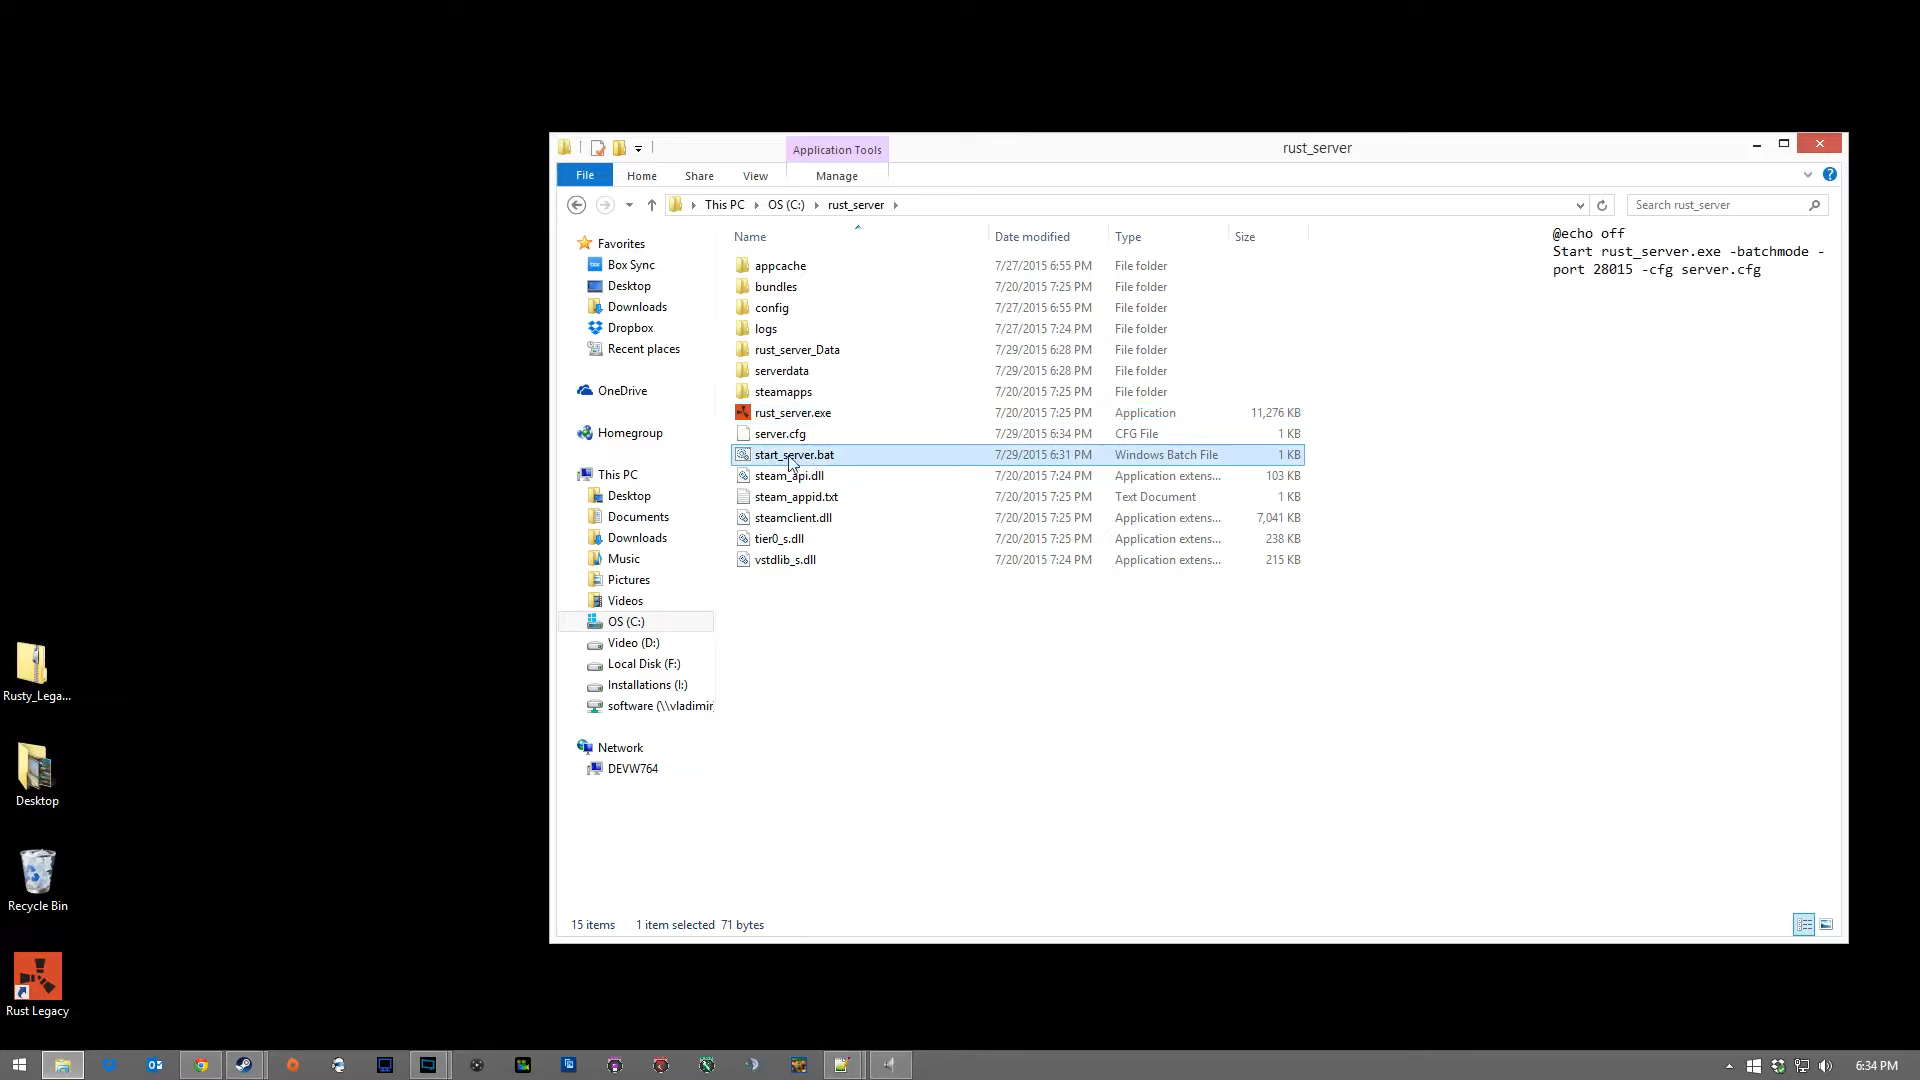 Application Tools
rust_server
File Home Share View Manage
This PC OS (C:) rust_server
Search rust_server
Name Date modified Type Size
Favorites
Box Sync
Desktop
Downloads
Dropbox
Recent places
OneDrive
Homegroup
This PC
Desktop
Documents
Downloads
Music
Pictures
Videos
OS (C:)
Video (D:)
Local Disk (F:)
Installations (I:)
software (\\vladimir
Network
DEVW764
appcache 7/27/2015 6:55 PM File folder
bundles 7/20/2015 7:25 PM File folder
config 7/27/2015 6:55 PM File folder
logs 7/27/2015 7:24 PM File folder
rust_server_Data 7/29/2015 6:28 PM File folder
serverdata 7/29/2015 6:28 PM File folder
steamapps 7/20/2015 7:25 PM File folder
rust_server.exe 7/20/2015 7:25 PM Application 11,276 KB
server.cfg 7/29/2015 6:34 PM CFG File 1 KB
start_server.bat 7/29/2015 6:31 PM Windows Batch File 1 KB
steam_api.dll 7/20/2015 7:24 PM Application extens... 103 KB
steam_appid.txt 7/20/2015 7:25 PM Text Document 1 KB
steamclient.dll 7/20/2015 7:25 PM Application extens... 7,041 KB
tier0_s.dll 7/20/2015 7:25 PM Application extens... 238 KB
vstdlib_s.dll 7/20/2015 7:24 PM Application extens... 215 KB
@echo off
Start rust_server.exe -batchmode -
port 28015 -cfg server.cfg
15 items 1 item selected 71 bytes
Rusty_Lega...
Desktop
Recycle Bin
Rust Legacy
6:34 PM